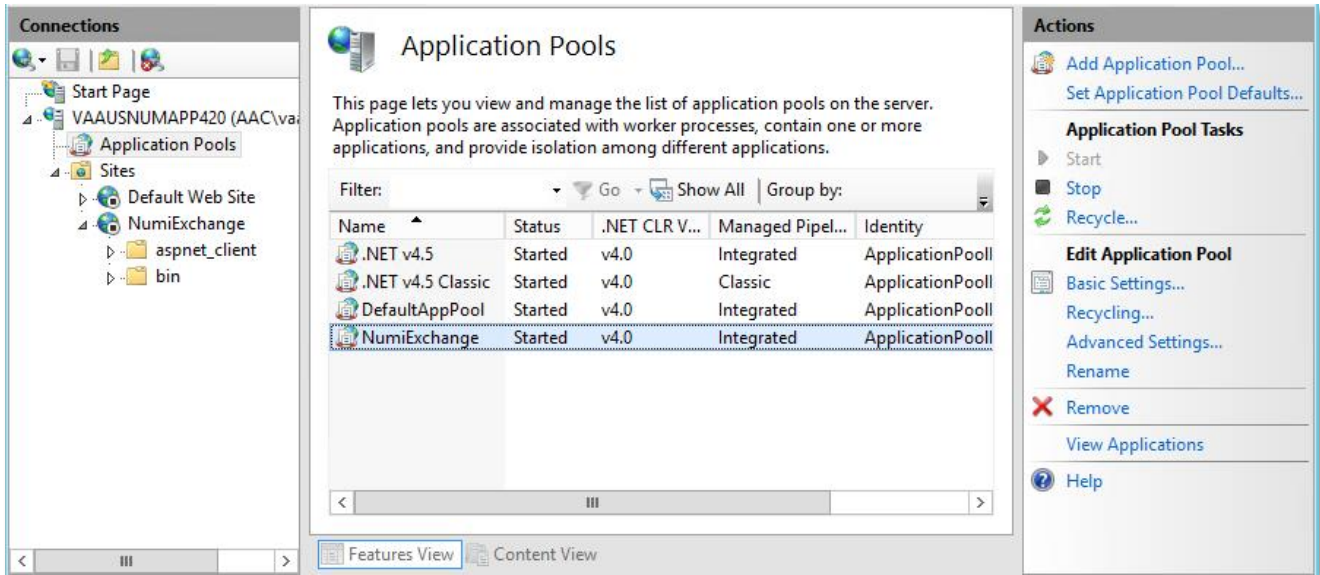 Connections
Start Page
VAAUSNUMAPP420 (AAC\vaa
Application Pools
Sites
Default Web Site
NumiExchange
aspnet_client
bin
Application Pools
This page lets you view and manage the list of application pools on the server.
Application pools are associated with worker processes, contain one or more
applications, and provide isolation among different applications.
Filter: Go Show All Group by:
Name Status .NET CLR V... Managed Pipel... Identity
.NET v4.5 Started v4.0 Integrated ApplicationPoolI
.NET v4.5 Classic Started v4.0 Classic ApplicationPoolI
DefaultAppPool Started v4.0 Integrated ApplicationPoolI
NumiExchange Started v4.0 Integrated ApplicationPoolI
Features View Content View
Actions
Add Application Pool...
Set Application Pool Defaults...
Application Pool Tasks
Start
Stop
Recycle...
Edit Application Pool
Basic Settings...
Recycling...
Advanced Settings...
Rename
Remove
View Applications
Help